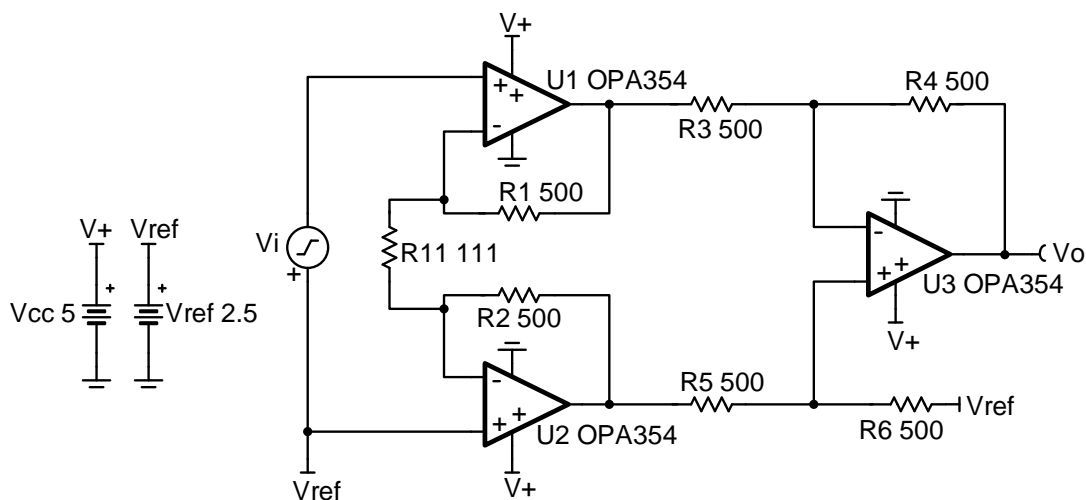 V+
U1 OPA354
R4 500
R3 500
R1 500
V+
Vref
Vi
R11 111
Vo
Vcc 5
Vref 2.5
U3 OPA354
R2 500
V+
R5 500
Vref
U2 OPA354
R6 500
Vref
V+